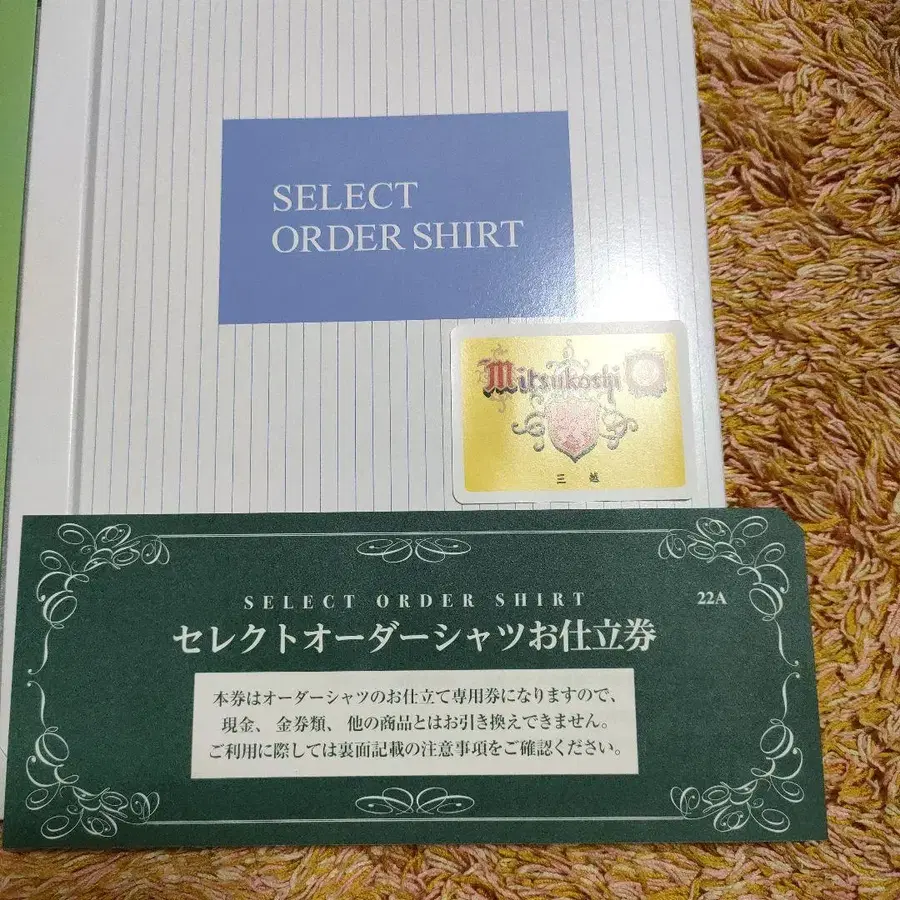 SELECT
ORDER SHIRT
Mitsukoshi
三 越
SELECT ORDER SHIRT
22A
セレクトオーダーシャツお仕立券
本券はオーダーシャツのお仕立て専用券になりますので、
現金、金券類、他の商品とはお引き換えできません。
ご利用に際しては裏面記載の注意事項をご確認ください。